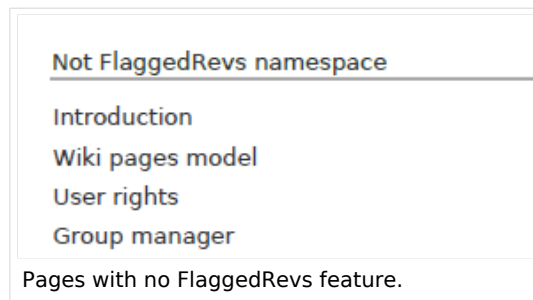 Not FlaggedRevs namespace
Introduction
Wiki pages model
User rights
Group manager
Pages with no FlaggedRevs feature.